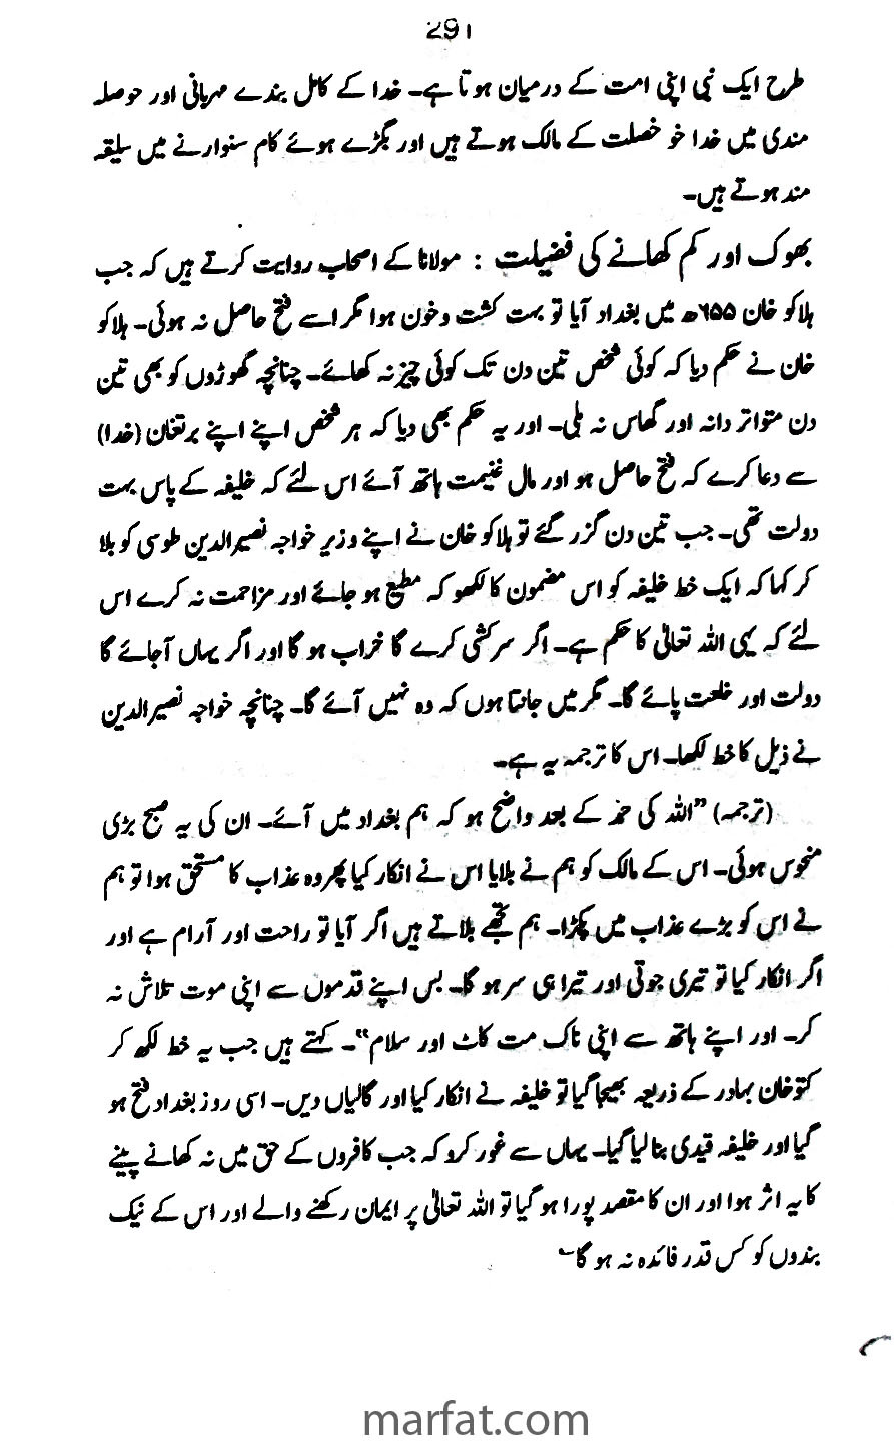 291
طرح ایک نبی اپنی امت کے درمیان ہوتا ہے۔ خدا کے کامل بندے مہربانی اور حوصلہ
مندی میں خدا خو خصلت کے مالک ہوتے ہیں اور بگڑے ہوئے کام سنوارنے میں سلیقہ
مند ہوتے ہیں۔
بھوک اور کم کھانے کی فضیلت : مولانا کے اصحاب روایت کرتے ہیں کہ جب
ہلاکو خان ۶۵۵ھ میں بغداد آیا تو بہت کشت و خون ہوا مگر اسے فتح حاصل نہ ہوئی۔ ہلاکو
خان نے حکم دیا کہ کوئی شخص تین دن تک کوئی چیز نہ کھائے۔ چنانچہ گھوڑوں کو بھی تین
دن متواتر دانہ اور گھاس نہ ملی۔ اور یہ حکم بھی دیا کہ ہر شخص اپنے اپنے برتغان (خدا)
سے دعا کرے کہ فتح حاصل ہو اور مال غنیمت ہاتھ آئے اس لئے کہ خلیفہ کے پاس بہت
دولت تھی۔ جب تین دن گزر گئے تو ہلاکو خان نے اپنے وزیر خواجہ نصیر الدین طوسی کو بلا
کر کہا کہ ایک خط خلیفہ کو اس مضمون کا لکھو کہ مطیع ہو جائے اور مزاحمت نہ کرے اس
لئے کہ یہی اللہ تعالیٰ کا حکم ہے۔ اگر سرکشی کرے گا خراب ہو گا اور اگر یہاں آجائے گا
دولت اور خلعت پائے گا۔ مگر میں جانتا ہوں کہ وہ نہیں آئے گا۔ چنانچہ خواجہ نصیر الدین
نے ذیل کا خط لکھا۔ اس کا ترجمہ یہ ہے۔
(ترجمہ) ”اللہ کی حمد کے بعد واضح ہو کہ ہم بغداد میں آئے۔ ان کی یہ صبح بڑی
منحوس ہوئی۔ اس کے مالک کو ہم نے بلایا اس نے انکار کیا پھر وہ عذاب کا مستحق ہوا تو ہم
نے اس کو بڑے عذاب میں پکڑا۔ ہم تجھے بلاتے ہیں اگر آیا تو راحت اور آرام ہے اور
اگر انکار کیا تو تیری جوتی اور تیرا ہی سر ہو گا۔ بس اپنے قدموں سے اپنی موت تلاش نہ
کر۔ اور اپنے ہاتھ سے اپنی ناک مت کاٹ اور سلام“۔ کہتے ہیں جب یہ خط لکھ کر
کتو خان بہادر کے ذریعہ بھیجا گیا تو خلیفہ نے انکار کیا اور گالیاں دیں۔ اسی روز بغداد فتح ہو
گیا اور خلیفہ قیدی بنا لیا گیا۔ یہاں سے غور کرو کہ جب کافروں کے حق میں نہ کھانے پینے
کا یہ اثر ہوا اور ان کا مقصد پورا ہو گیا تو اللہ تعالیٰ پر ایمان رکھنے والے اور اس کے نیک
بندوں کو کس قدر فائدہ نہ ہو گا۔
marfat.com